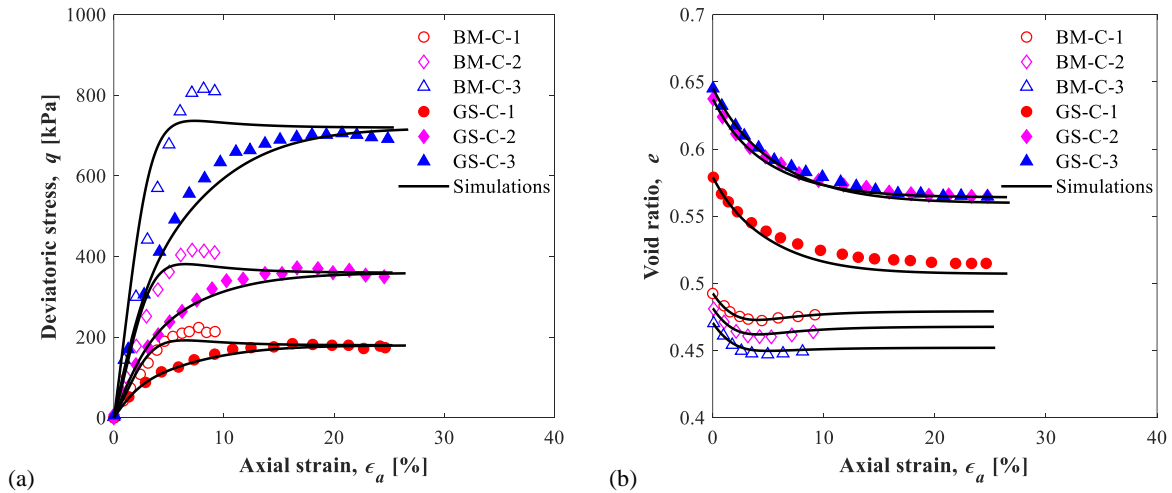 1000
800
600
400
200
0
0
10
20
30
40
Deviatoric stress, q [kPa]
Axial strain, ϵa [%]
BM-C-1
BM-C-2
BM-C-3
GS-C-1
GS-C-2
GS-C-3
Simulations
(a)
0.7
0.65
0.6
0.55
0.5
0.45
0.4
0
10
20
30
40
Void ratio, e
Axial strain, ϵa [%]
BM-C-1
BM-C-2
BM-C-3
GS-C-1
GS-C-2
GS-C-3
Simulations
(b)